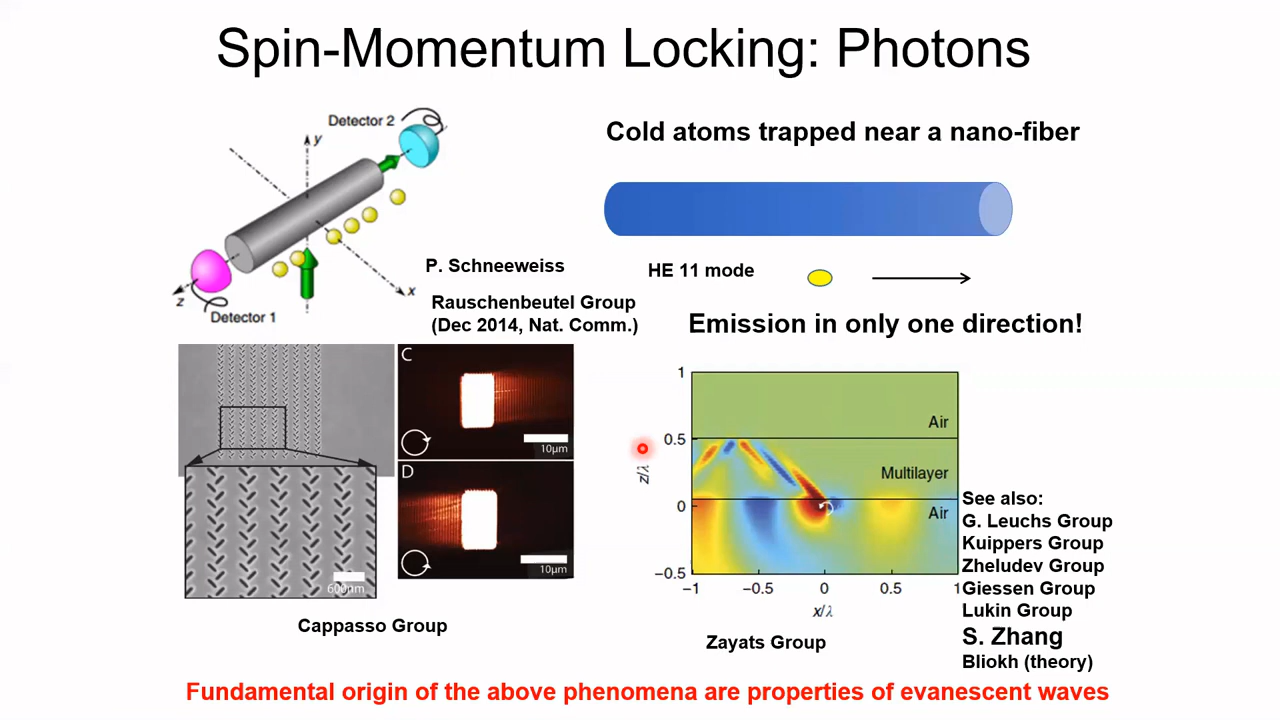 Spin-Momentum Locking: Photons
Detector 2
y
x
z
Detector 1
P. Schneeweiss
Rauschenbeutel Group
(Dec 2014, Nat. Comm.)
Cold atoms trapped near a nano-fiber
HE 11 mode
Emission in only one direction!
600nm
C
10μm
D
10μm
Cappasso Group
1
0.5
0
−0.5
z/λ
Air
Multilayer
Air
−1
−0.5
0
0.5
1
x/λ
Zayats Group
See also:
G. Leuchs Group
Kuippers Group
Zheludev Group
Giessen Group
Lukin Group
S. Zhang
Bliokh (theory)
Fundamental origin of the above phenomena are properties of evanescent waves